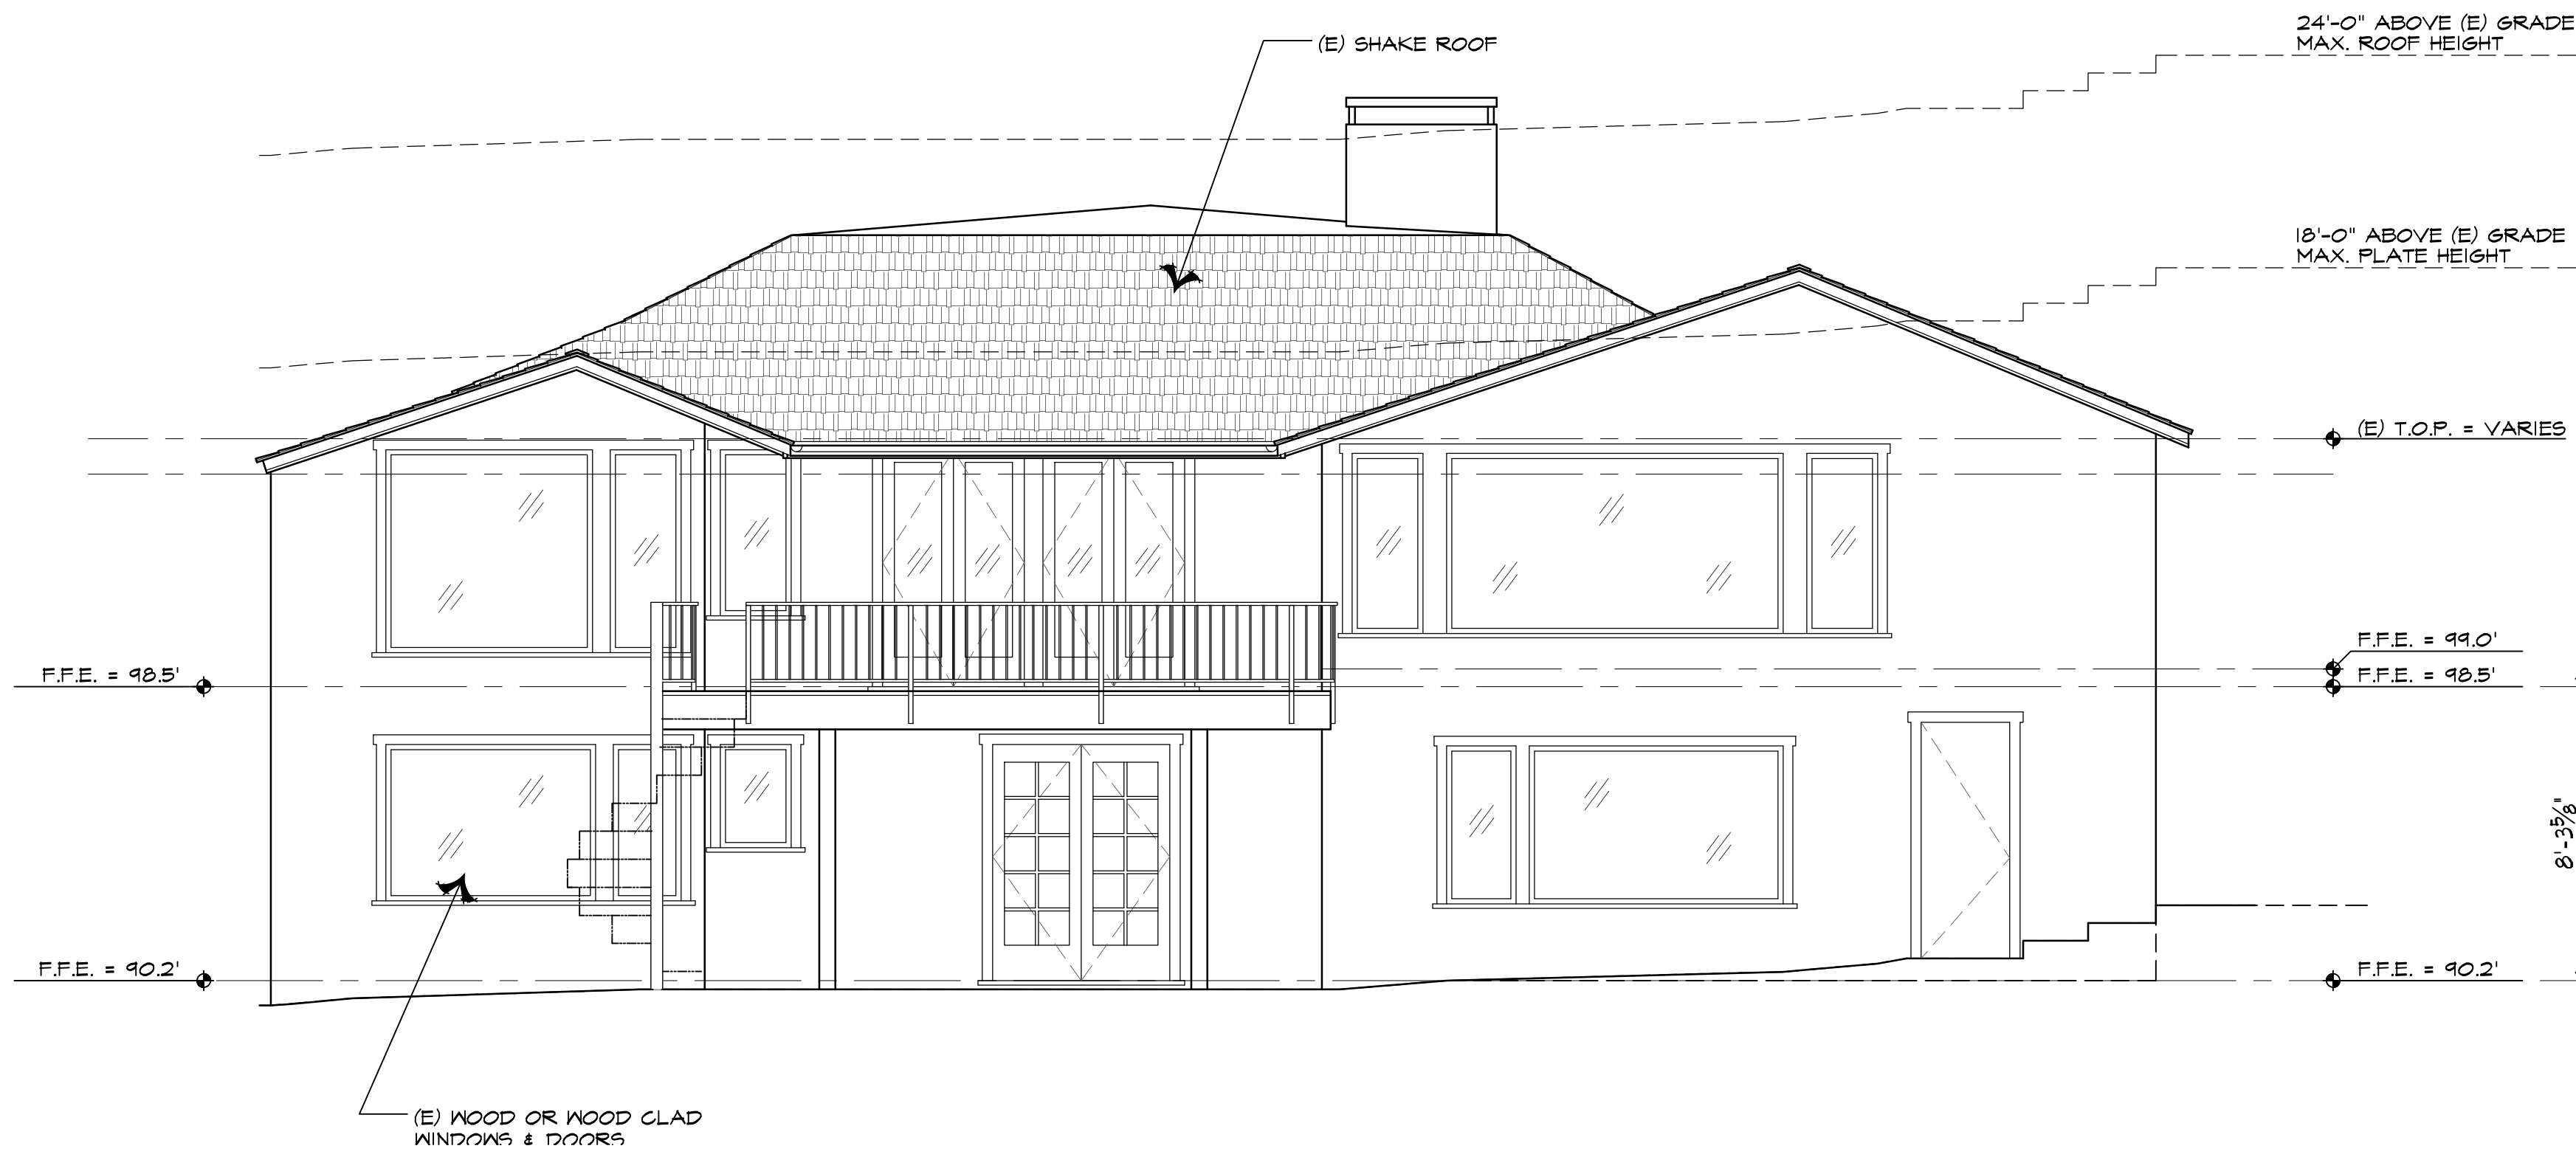 24'-0" ABOVE (E) GRADE
MAX. ROOF HEIGHT
(E) SHAKE ROOF
18'-0" ABOVE (E) GRADE
MAX. PLATE HEIGHT
(E) T.O.P. = VARIES
F.F.E. = 99.0'
F.F.E. = 98.5'
F.F.E. = 98.5'
8'-3⅝"
F.F.E. = 90.2'
F.F.E. = 90.2'
(E) WOOD OR WOOD CLAD
WINDOWS & DOORS